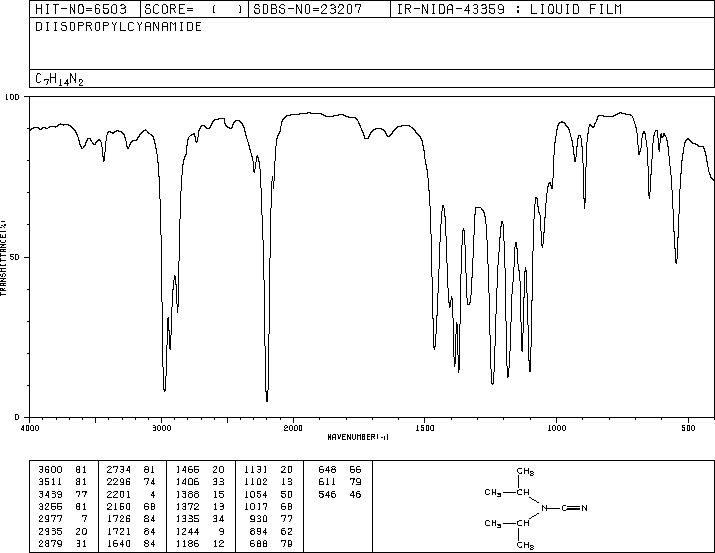 HIT-NO=6503 SCORE= ( ) SDBS-NO=23207 IR-NIDA-43359 : LIQUID FILM
DIISOPROPYLCYANAMIDE
C7H14N2
100
50
0
TRANSMITTANCE(%)
4000 3000 2000 1500 1000 500
WAVENUMBER(-1)
3600 81 2734 81 1466 20 1131 20 648 66
3511 81 2296 74 1406 33 1102 13 611 79
3439 77 2201 4 1388 15 1054 50 546 46
3255 81 2150 68 1372 13 1017 68
2977 7 1726 84 1335 34 930 77
2935 20 1721 84 1244 9 894 62
2879 31 1640 84 1186 12 688 79
CH3
CH3—CH
N—C≡N
CH3—CH
CH3